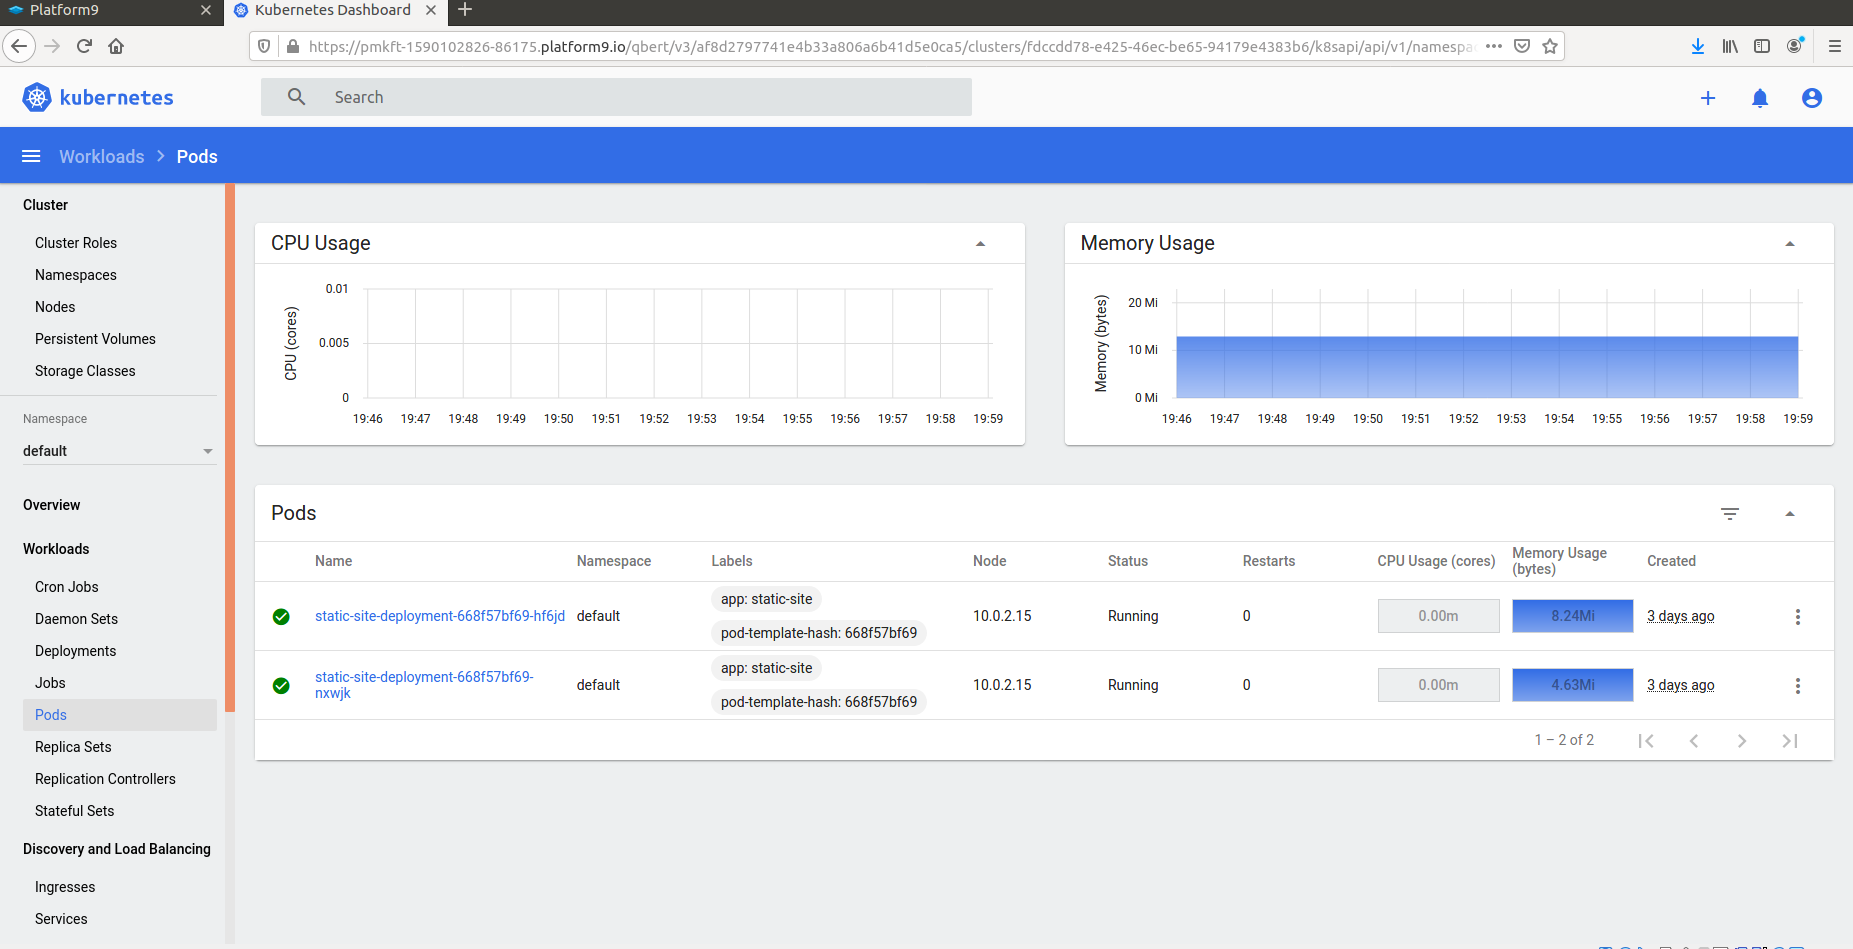 Platform9
Kubernetes Dashboard
https://pmkft-1590102826-86175.platform9.io/qbert/v3/af8d2797741e4b33a806a6b41d5e0ca5/clusters/fdccdd78-e425-46ec-be65-94179e4383b6/k8sapi/api/v1/namespa
kubernetes
Search
Workloads
Pods
Cluster
Cluster Roles
Namespaces
Nodes
Persistent Volumes
Storage Classes
Namespace
default
Overview
Workloads
Cron Jobs
Daemon Sets
Deployments
Jobs
Pods
Replica Sets
Replication Controllers
Stateful Sets
Discovery and Load Balancing
Ingresses
Services
CPU Usage
CPU (cores)
0.01
0.005
0
19:46 19:47 19:48 19:49 19:50 19:51 19:52 19:53 19:54 19:55 19:56 19:57 19:58 19:59
Memory Usage
Memory (bytes)
20 Mi
10 Mi
0 Mi
19:46 19:47 19:48 19:49 19:50 19:51 19:52 19:53 19:54 19:55 19:56 19:57 19:58 19:59
Pods
Name Namespace Labels Node Status Restarts CPU Usage (cores) Memory Usage (bytes) Created
static-site-deployment-668f57bf69-hf6jd default app: static-site 10.0.2.15 Running 0 0.00m 8.24Mi 3 days ago
pod-template-hash: 668f57bf69
static-site-deployment-668f57bf69-
nxwjk default app: static-site 10.0.2.15 Running 0 0.00m 4.63Mi 3 days ago
pod-template-hash: 668f57bf69
1 – 2 of 2